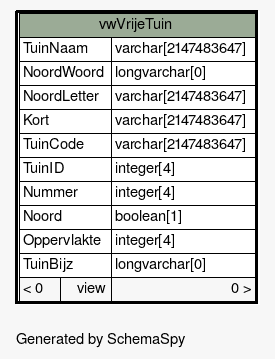 vwVrijeTuin
TuinNaam varchar[2147483647]
NoordWoord longvarchar[0]
NoordLetter varchar[2147483647]
Kort varchar[2147483647]
TuinCode varchar[2147483647]
TuinID integer[4]
Nummer integer[4]
Noord boolean[1]
Oppervlakte integer[4]
TuinBijz longvarchar[0]
< 0 view 0 >
Generated by SchemaSpy